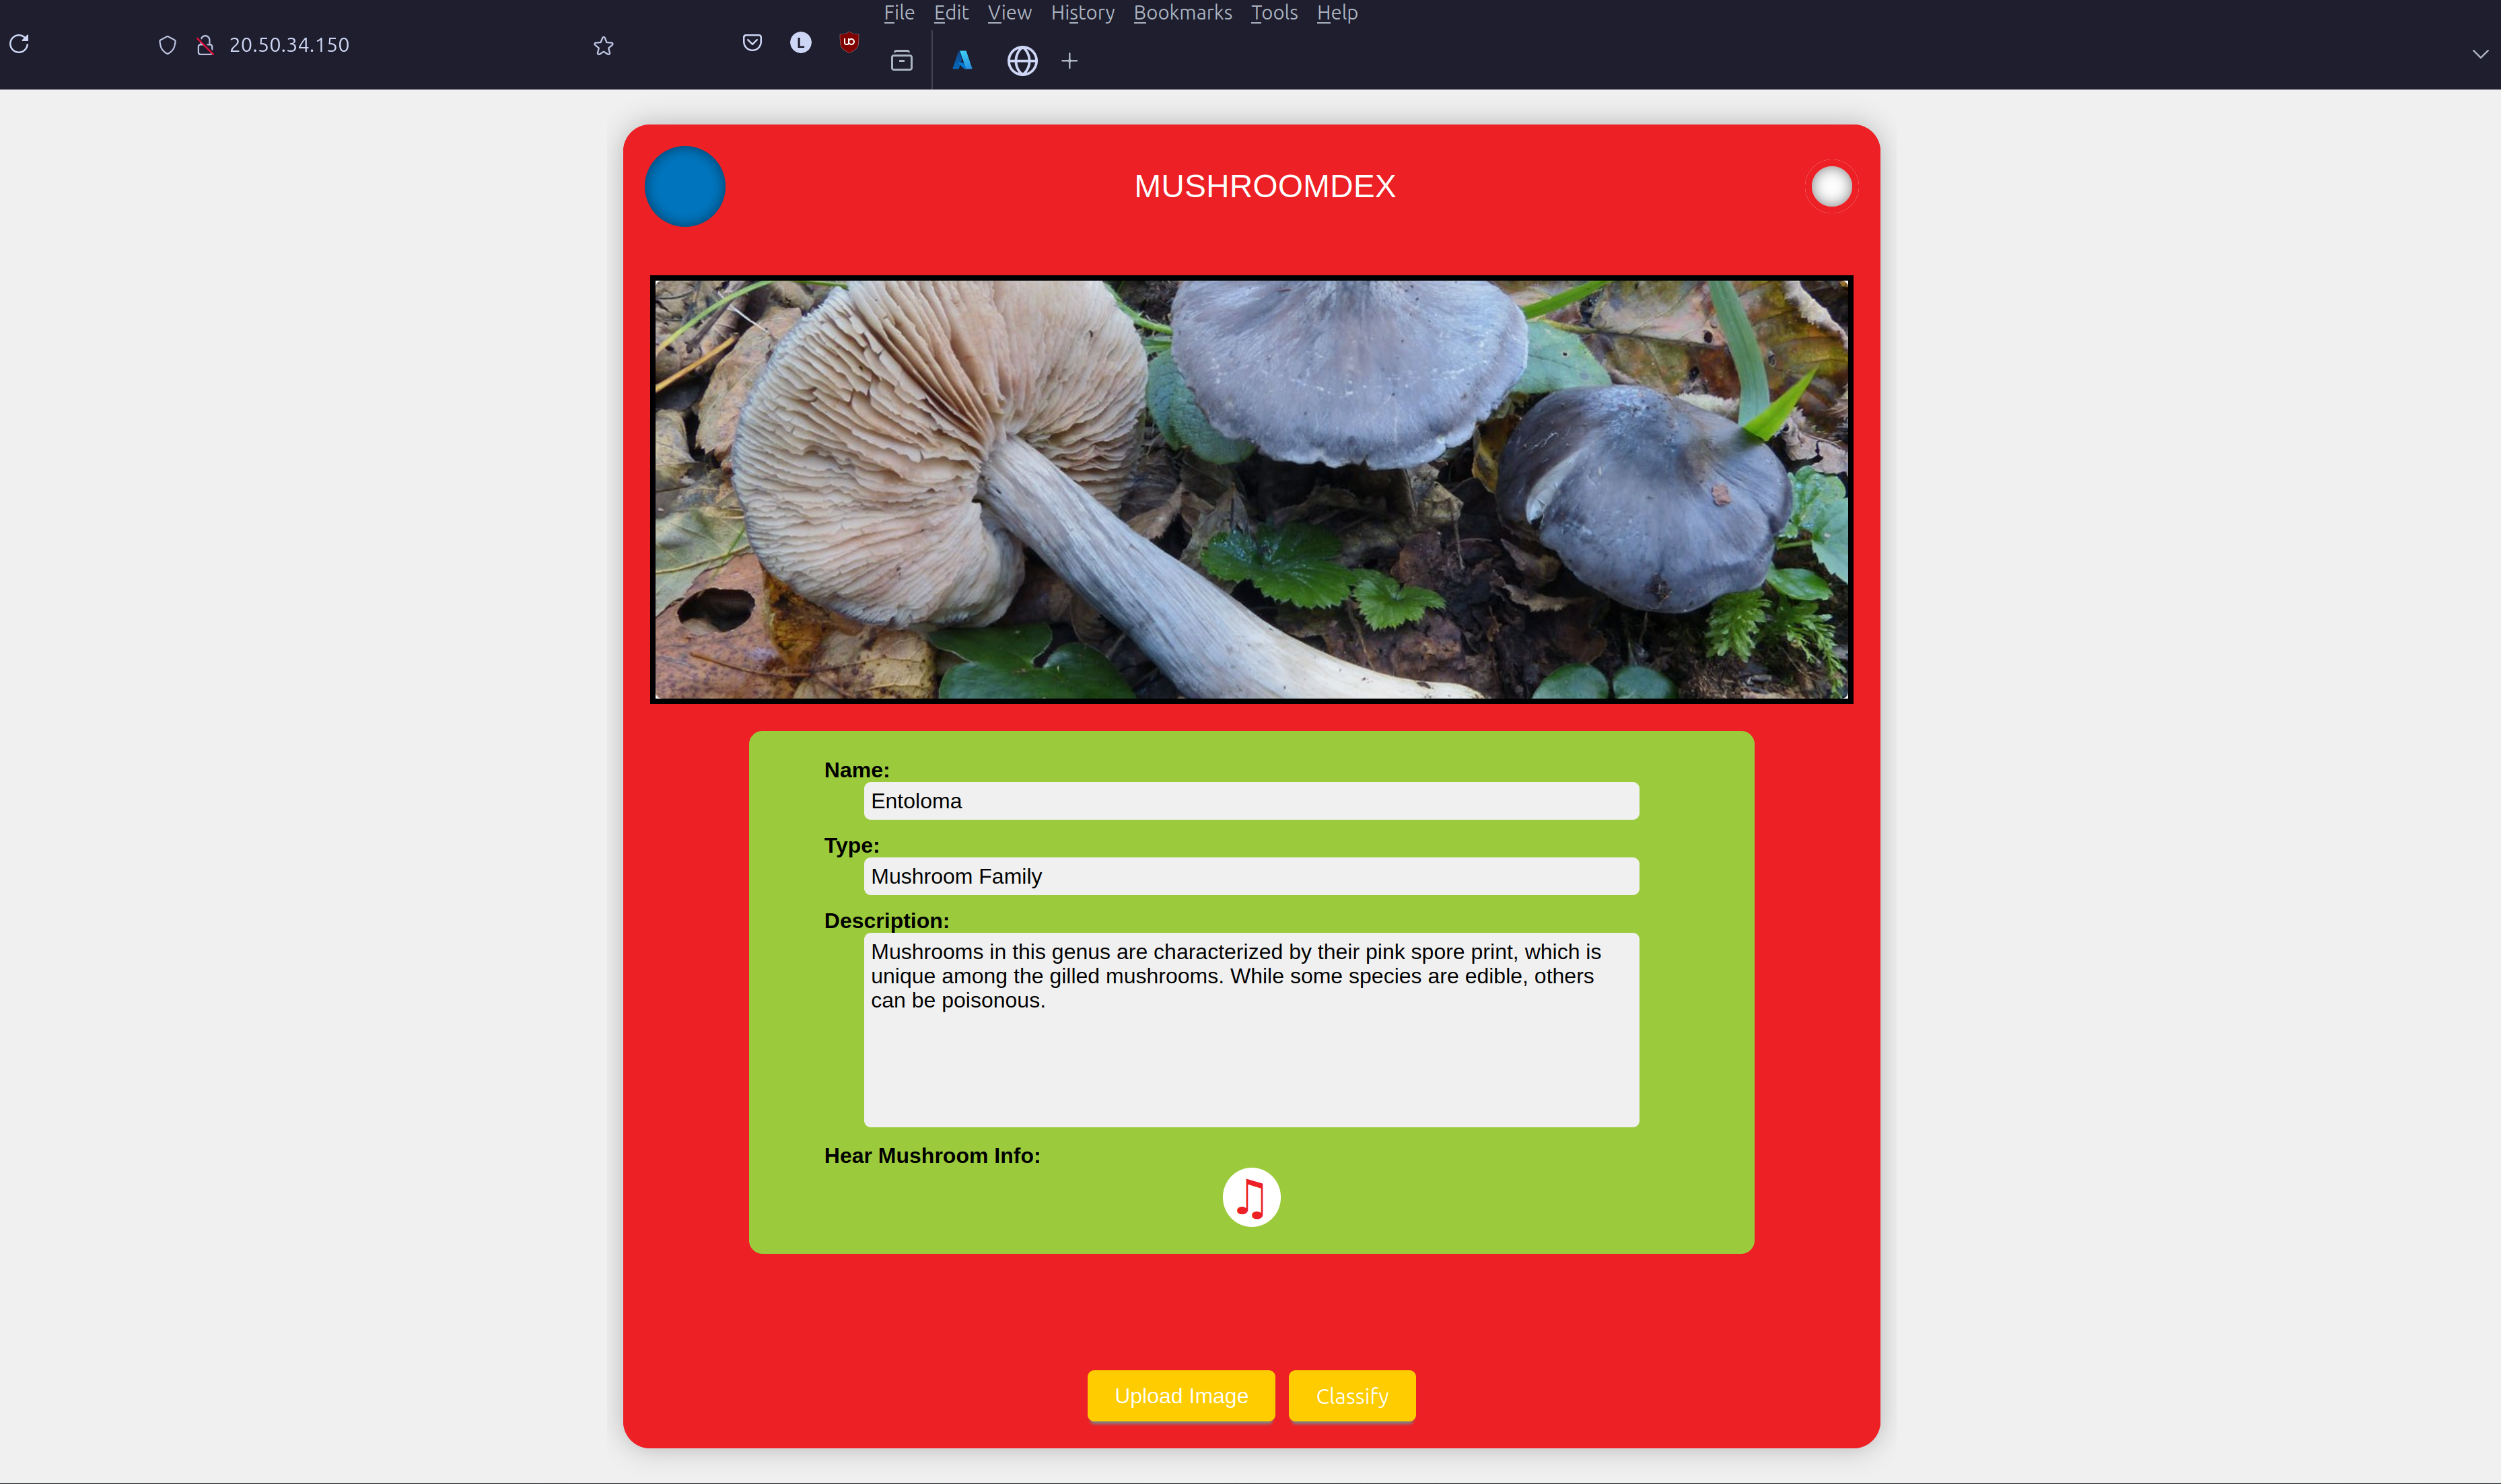 File Edit View History Bookmarks Tools Help
20.50.34.150
L
MUSHROOMDEX
Name:
Entoloma
Type:
Mushroom Family
Description:
Mushrooms in this genus are characterized by their pink spore print, which is
unique among the gilled mushrooms. While some species are edible, others
can be poisonous.
Hear Mushroom Info:
Upload Image Classify